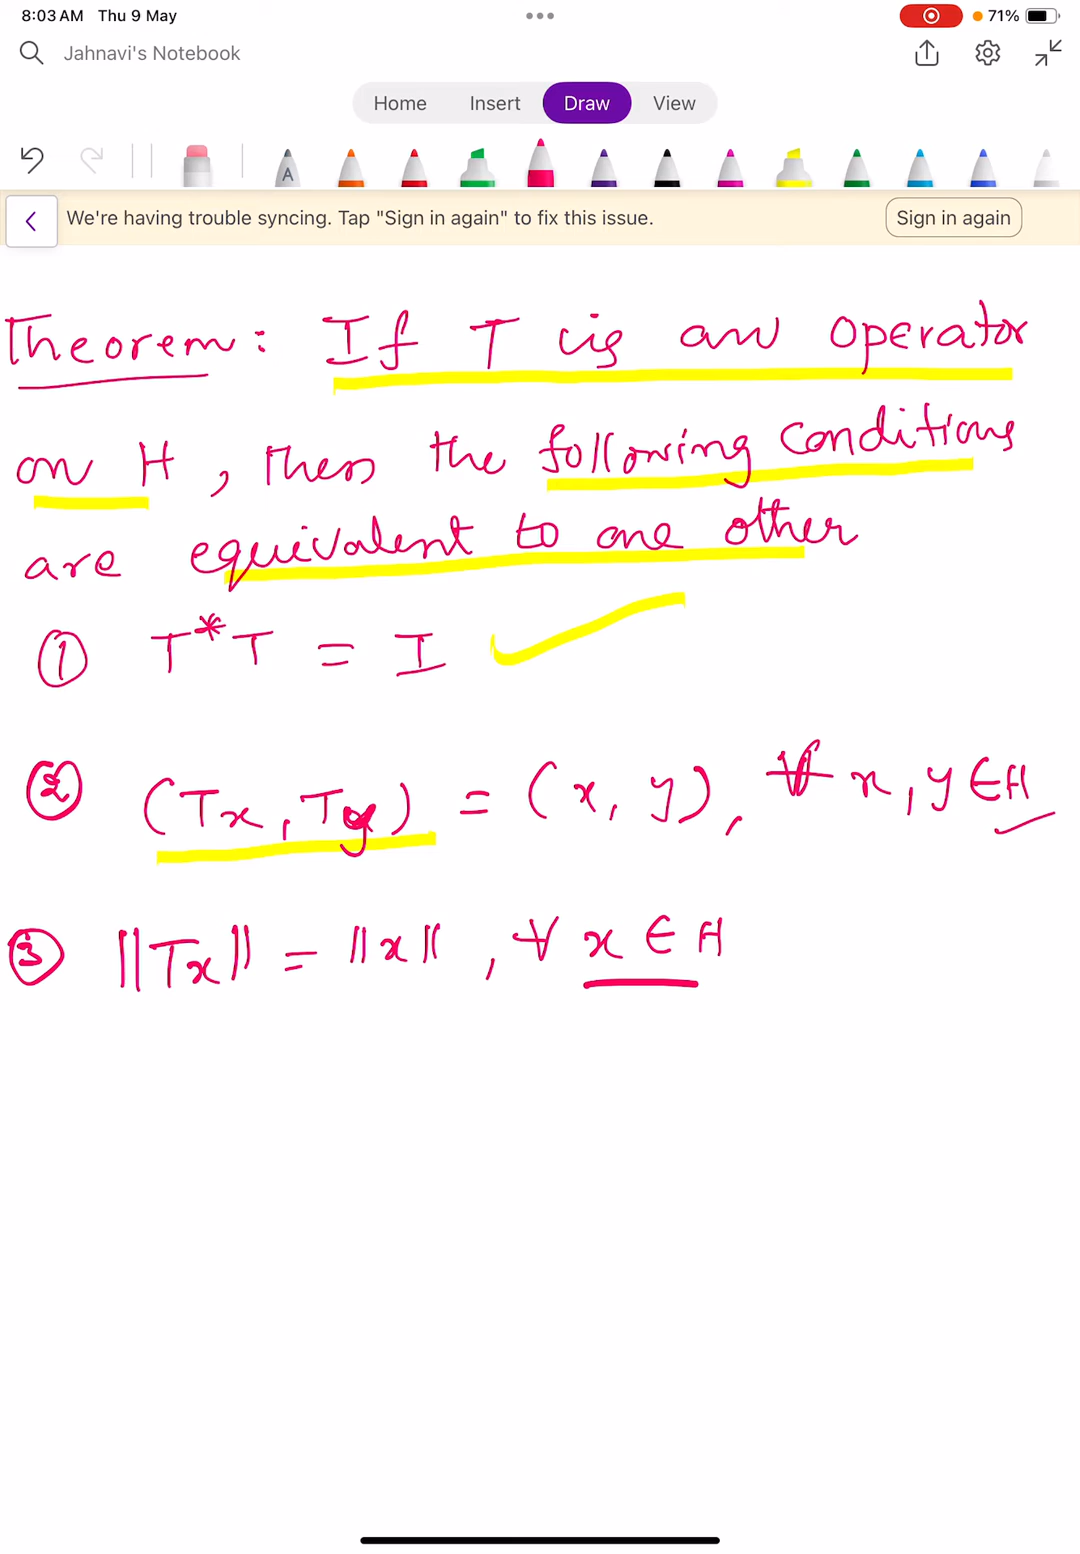 8:03 AM Thu 9 May
71%
Jahnavi's Notebook
Home Insert Draw View
A
We're having trouble syncing. Tap "Sign in again" to fix this issue.
Sign in again
Theorem: If T is an operator
on H, then the following conditions
are equivalent to one other
① T*T = I
② (Tx, Ty) = (x, y), ∀ x, y ∈ H
③ ||Tx|| = ||x||, ∀ x ∈ H